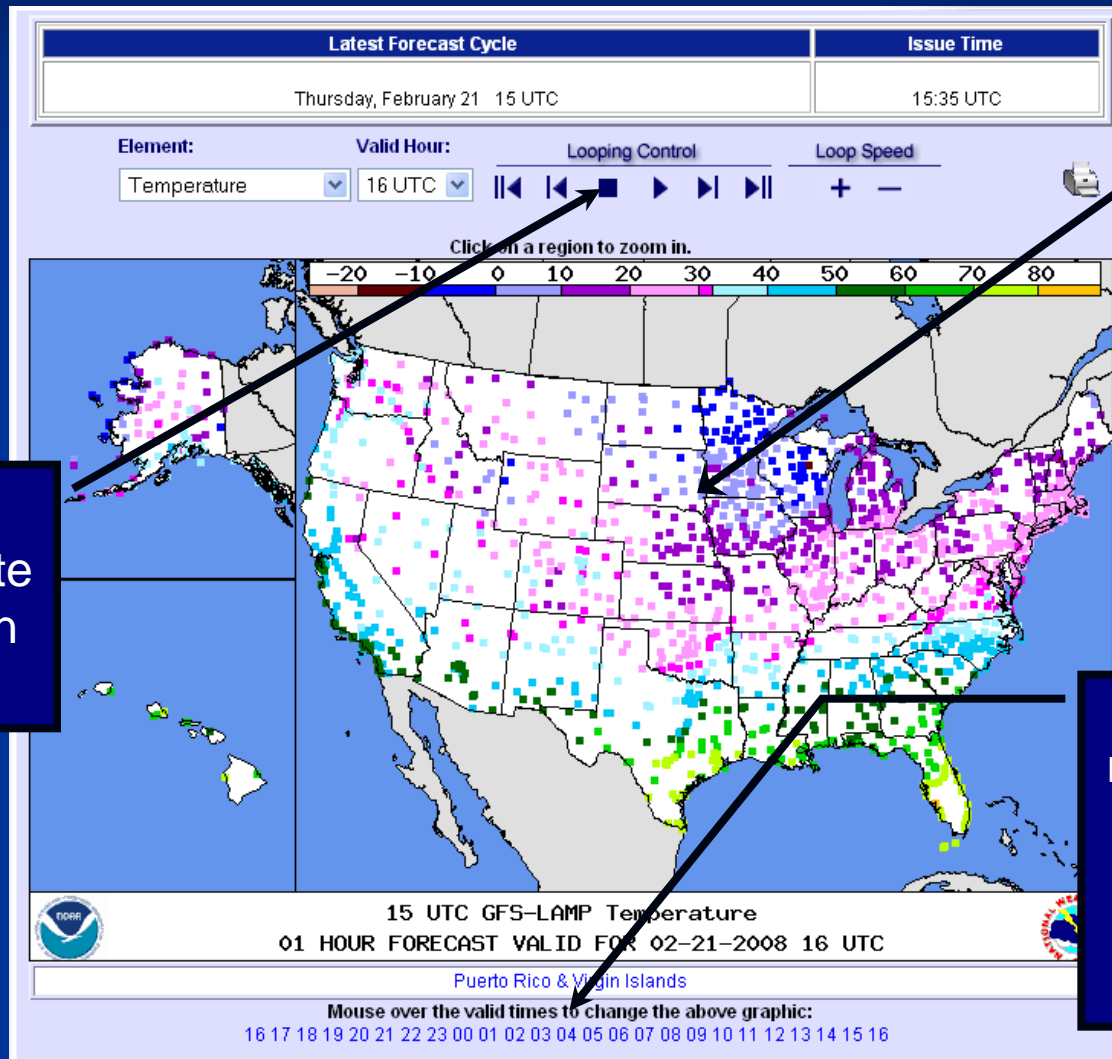 Latest Forecast Cycle
Issue Time
Thursday, February 21 15 UTC
15:35 UTC
Element:
Valid Hour:
Looping Control
Loop Speed
Temperature
16 UTC
Click on a region to zoom in.
-20 -10 0 10 20 30 40 50 60 70 80
15 UTC GFS-LAMP Temperature
01 HOUR FORECAST VALID FOR 02-21-2008 16 UTC
NOAA
Puerto Rico & Virgin Islands
Mouse over the valid times to change the above graphic:
16 17 18 19 20 21 22 23 00 01 02 03 04 05 06 07 08 09 10 11 12 13 14 15 16